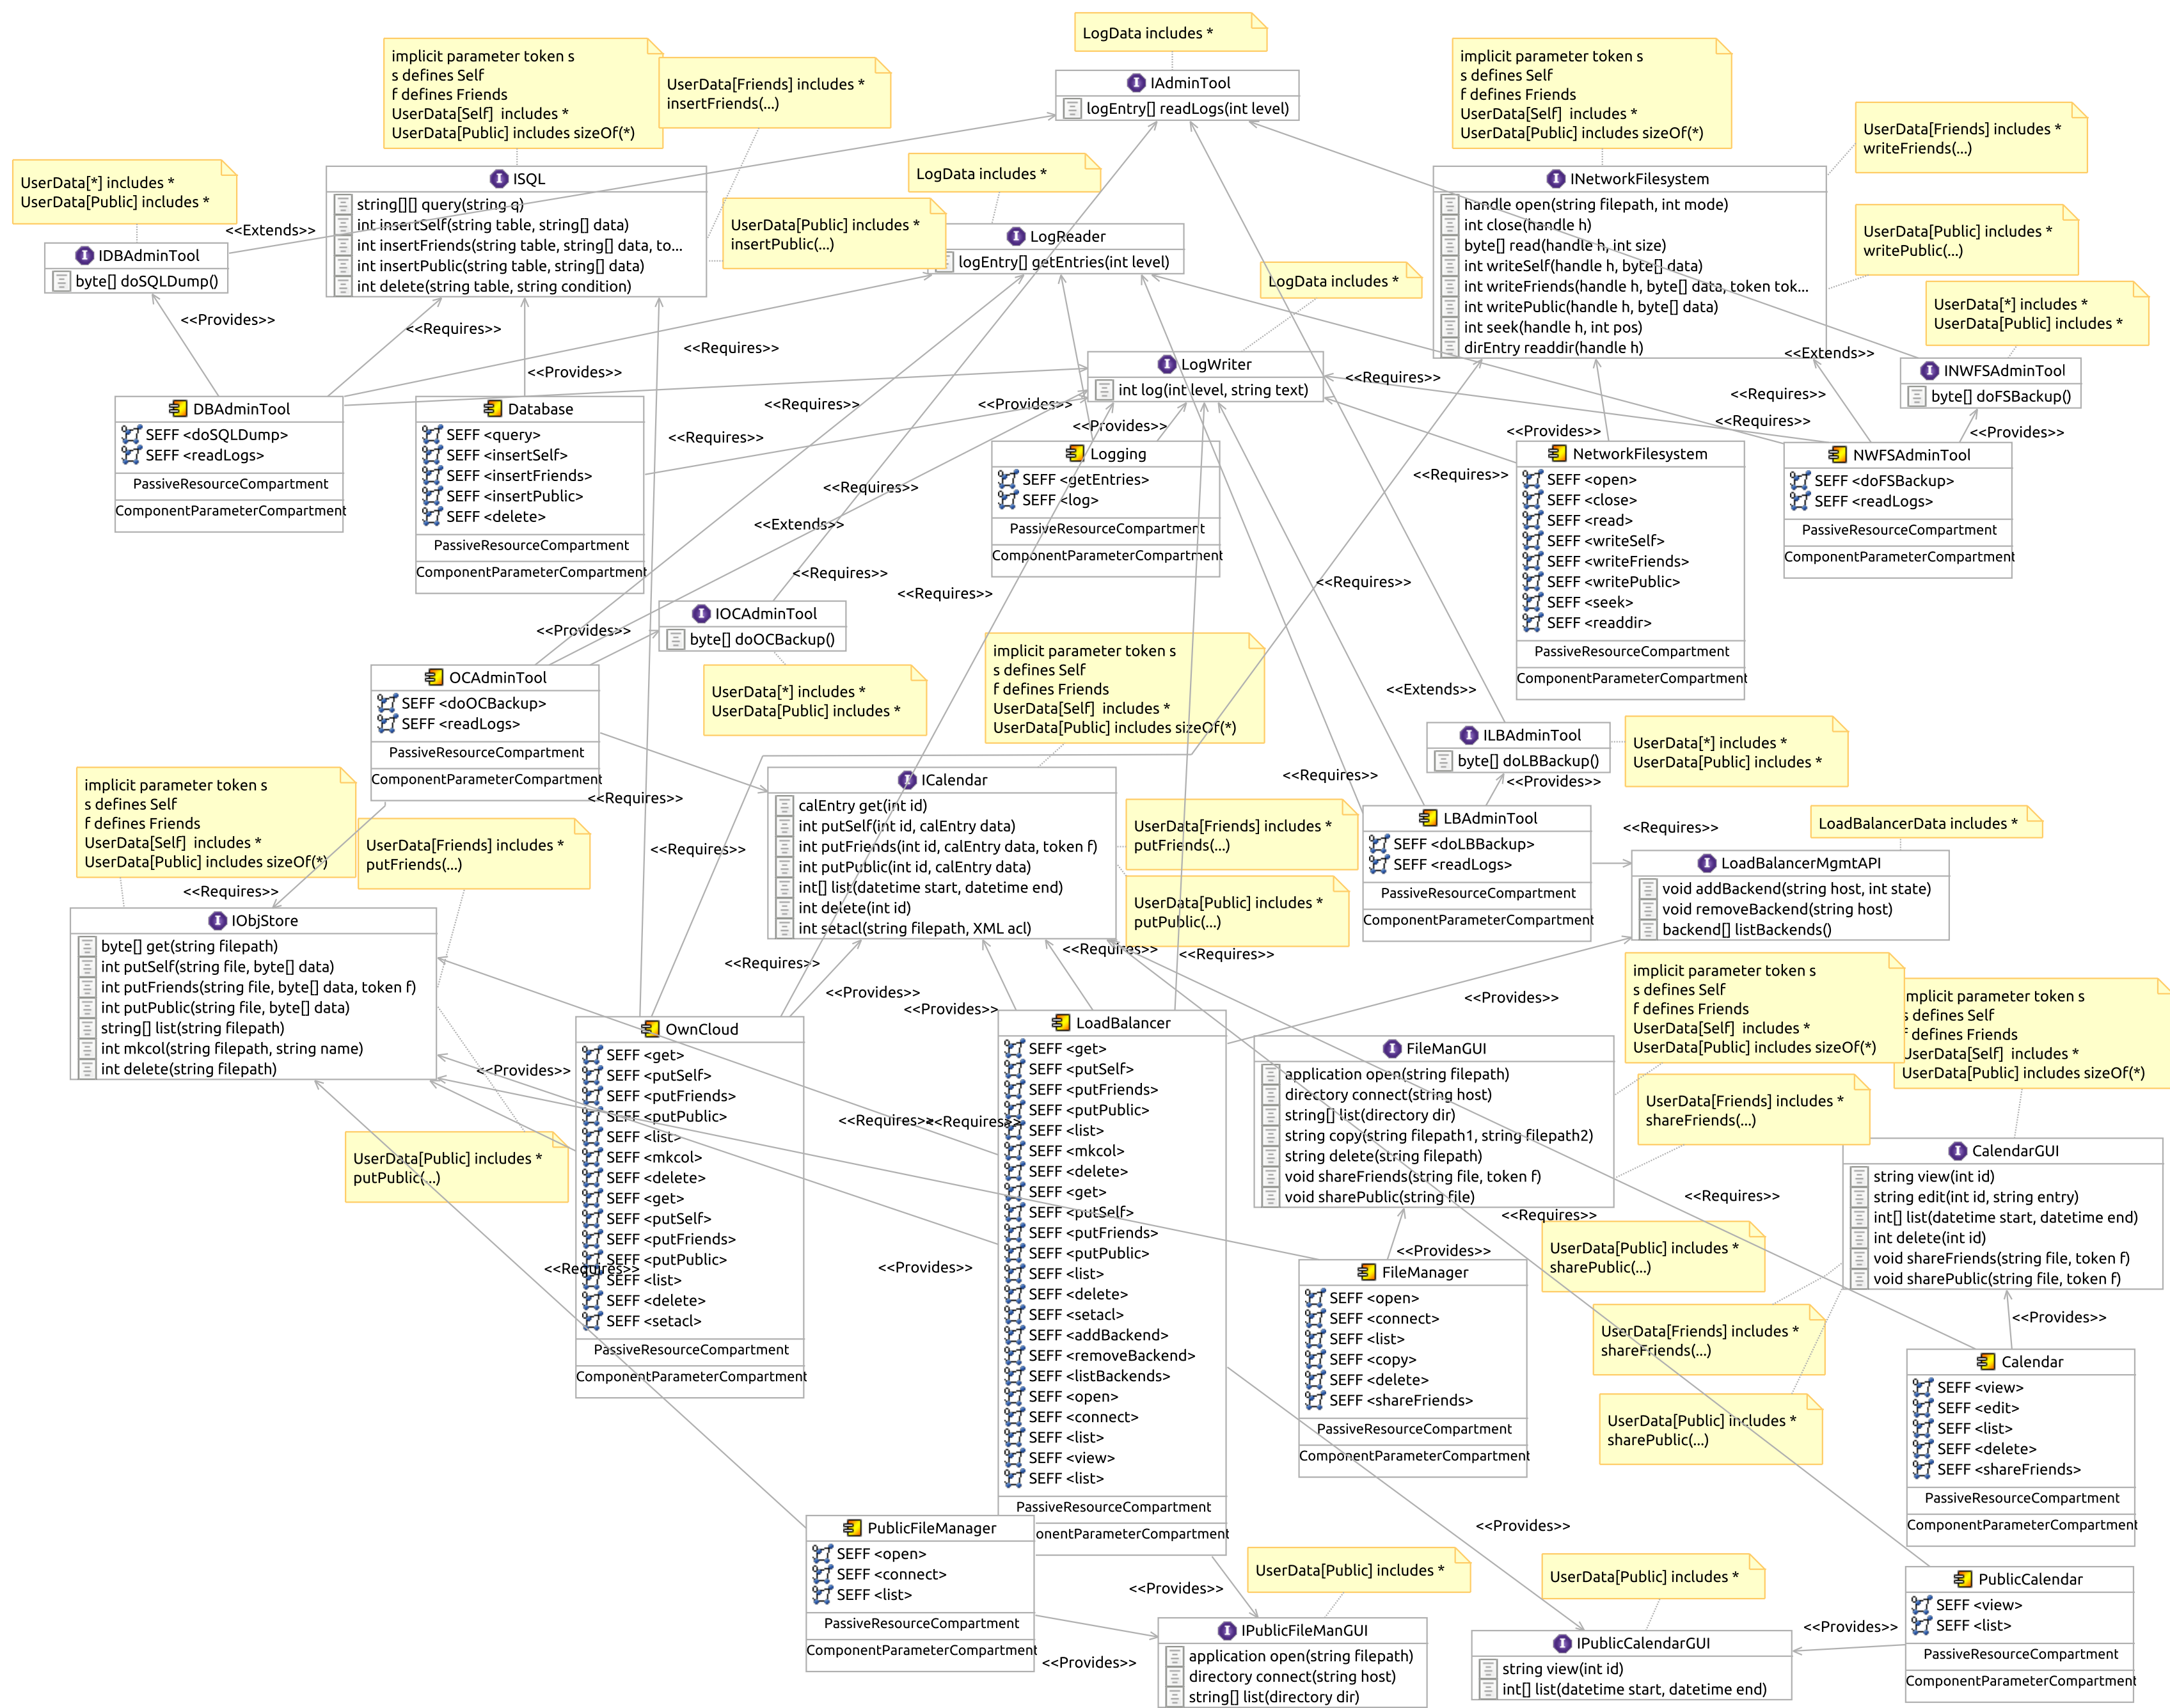 LogData includes *
IAdminTool
logEntry[] readLogs(int level)
implicit parameter token s
s defines Self
f defines Friends
UserData[Self]  includes *
UserData[Public] includes sizeOf(*)
UserData[Friends] includes *
insertFriends(...)
implicit parameter token s
s defines Self
f defines Friends
UserData[Self]  includes *
UserData[Public] includes sizeOf(*)
UserData[Friends] includes *
writeFriends(...)
UserData[*] includes *
UserData[Public] includes *
ISQL
string[][] query(string q)
int insertSelf(string table, string[] data)
int insertFriends(string table, string[] data, to...
int insertPublic(string table, string[] data)
int delete(string table, string condition)
LogData includes *
UserData[Public] includes *
insertPublic(...)
LogReader
logEntry[] getEntries(int level)
LogData includes *
INetworkFilesystem
handle open(string filepath, int mode)
int close(handle h)
byte[] read(handle h, int size)
int writeSelf(handle h, byte[] data)
int writeFriends(handle h, byte[] data, token tok...
int writePublic(handle h, byte[] data)
int seek(handle h, int pos)
dirEntry readdir(handle h)
UserData[Public] includes *
writePublic(...)
UserData[*] includes *
UserData[Public] includes *
<<Extends>>
IDBAdminTool
byte[] doSQLDump()
<<Provides>>
<<Requires>>
<<Requires>>
<<Provides>>
LogWriter
int log(int level, string text)
<<Requires>>
<<Extends>>
INWFSAdminTool
byte[] doFSBackup()
<<Requires>>
<<Requires>>
<<Provides>>
<<Requires>>
<<Provides>>
<<Requires>>
<<Provides>>
<<Provides>>
<<Requires>>
DBAdminTool
SEFF <doSQLDump>
SEFF <readLogs>
PassiveResourceCompartment
ComponentParameterCompartment
Database
SEFF <query>
SEFF <insertSelf>
SEFF <insertFriends>
SEFF <insertPublic>
SEFF <delete>
PassiveResourceCompartment
ComponentParameterCompartment
Logging
SEFF <getEntries>
SEFF <log>
PassiveResourceCompartment
ComponentParameterCompartment
NetworkFilesystem
SEFF <open>
SEFF <close>
SEFF <read>
SEFF <writeSelf>
SEFF <writeFriends>
SEFF <writePublic>
SEFF <seek>
SEFF <readdir>
PassiveResourceCompartment
ComponentParameterCompartment
NWFSAdminTool
SEFF <doFSBackup>
SEFF <readLogs>
PassiveResourceCompartment
ComponentParameterCompartment
<<Requires>>
<<Extends>>
<<Requires>>
<<Requires>>
<<Requires>>
<<Provides>>
IOCAdminTool
byte[] doOCBackup()
UserData[*] includes *
UserData[Public] includes *
implicit parameter token s
s defines Self
f defines Friends
UserData[Self]  includes *
UserData[Public] includes sizeOf(*)
<<Extends>>
OCAdminTool
SEFF <doOCBackup>
SEFF <readLogs>
PassiveResourceCompartment
ComponentParameterCompartment
ILBAdminTool
byte[] doLBBackup()
UserData[*] includes *
UserData[Public] includes *
<<Requires>>
<<Provides>>
<<Requires>>
<<Requires>>
<<Requires>>
implicit parameter token s
s defines Self
f defines Friends
UserData[Self]  includes *
UserData[Public] includes sizeOf(*)
UserData[Friends] includes *
putFriends(...)
<<Requires>>
ICalendar
calEntry get(int id)
int putSelf(int id, calEntry data)
int putFriends(int id, calEntry data, token f)
int putPublic(int id, calEntry data)
int[] list(datetime start, datetime end)
int delete(int id)
int setacl(string filepath, XML acl)
UserData[Friends] includes *
putFriends(...)
UserData[Public] includes *
putPublic(...)
LBAdminTool
SEFF <doLBBackup>
SEFF <readLogs>
PassiveResourceCompartment
ComponentParameterCompartment
LoadBalancerData includes *
LoadBalancerMgmtAPI
void addBackend(string host, int state)
void removeBackend(string host)
backend[] listBackends()
IObjStore
byte[] get(string filepath)
int putSelf(string file, byte[] data)
int putFriends(string file, byte[] data, token f)
int putPublic(string file, byte[] data)
string[] list(string filepath)
int mkcol(string filepath, string name)
int delete(string filepath)
<<Requires>>
<<Requires>>
<<Requires>>
<<Provides>>
<<Provides>>
<<Provides>>
<<Provides>>
<<Requires>>
<<Requires>>
UserData[Public] includes *
putPublic(...)
<<Requires>>
<<Provides>>
OwnCloud
SEFF <get>
SEFF <putSelf>
SEFF <putFriends>
SEFF <putPublic>
SEFF <list>
SEFF <mkcol>
SEFF <delete>
SEFF <get>
SEFF <putSelf>
SEFF <putFriends>
SEFF <putPublic>
SEFF <list>
SEFF <delete>
SEFF <setacl>
PassiveResourceCompartment
ComponentParameterCompartment
LoadBalancer
SEFF <get>
SEFF <putSelf>
SEFF <putFriends>
SEFF <putPublic>
SEFF <list>
SEFF <mkcol>
SEFF <delete>
SEFF <get>
SEFF <putSelf>
SEFF <putFriends>
SEFF <putPublic>
SEFF <list>
SEFF <delete>
SEFF <setacl>
SEFF <addBackend>
SEFF <removeBackend>
SEFF <listBackends>
SEFF <open>
SEFF <connect>
SEFF <list>
SEFF <view>
SEFF <list>
PassiveResourceCompartment
onentParameterCompartment
FileManGUI
application open(string filepath)
directory connect(string host)
string[] list(directory dir)
string copy(string filepath1, string filepath2)
string delete(string filepath)
void shareFriends(string file, token f)
void sharePublic(string file)
implicit parameter token s
s defines Self
f defines Friends
UserData[Self]  includes *
UserData[Public] includes sizeOf(*)
mplicit parameter token s
s defines Self
f defines Friends
UserData[Self]  includes *
UserData[Public] includes sizeOf(*)
UserData[Friends] includes *
shareFriends(...)
CalendarGUI
string view(int id)
string edit(int id, string entry)
int[] list(datetime start, datetime end)
int delete(int id)
void shareFriends(string file, token f)
void sharePublic(string file, token f)
<<Requires>>
<<Requires>>
<<Provides>>
UserData[Public] includes *
sharePublic(...)
UserData[Friends] includes *
shareFriends(...)
UserData[Public] includes *
sharePublic(...)
<<Provides>>
FileManager
SEFF <open>
SEFF <connect>
SEFF <list>
SEFF <copy>
SEFF <delete>
SEFF <shareFriends>
PassiveResourceCompartment
ComponentParameterCompartment
Calendar
SEFF <view>
SEFF <edit>
SEFF <list>
SEFF <delete>
SEFF <shareFriends>
PassiveResourceCompartment
ComponentParameterCompartment
PublicFileManager
SEFF <open>
SEFF <connect>
SEFF <list>
PassiveResourceCompartment
ComponentParameterCompartment
<<Provides>>
<<Provides>>
<<Provides>>
<<Provides>>
UserData[Public] includes *
UserData[Public] includes *
IPublicFileManGUI
application open(string filepath)
directory connect(string host)
string[] list(directory dir)
IPublicCalendarGUI
string view(int id)
int[] list(datetime start, datetime end)
PublicCalendar
SEFF <view>
SEFF <list>
PassiveResourceCompartment
ComponentParameterCompartment